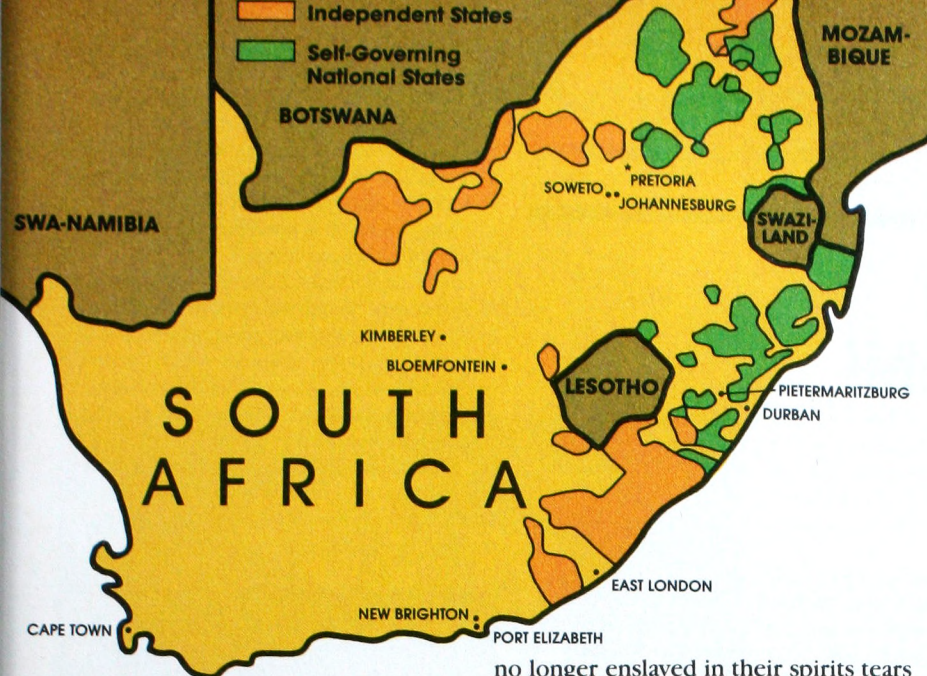 Independent States
Self-Governing
National States
MOZAM-
BIQUE
BOTSWANA
SWA-NAMIBIA
PRETORIA
SOWETO
JOHANNESBURG
SWAZI-
LAND
KIMBERLEY
BLOEMFONTEIN
LESOTHO
PIETERMARITZBURG
DURBAN
SOUTH
AFRICA
EAST LONDON
NEW BRIGHTON
CAPE TOWN
PORT ELIZABETH
no longer enslaved in their spirits tears